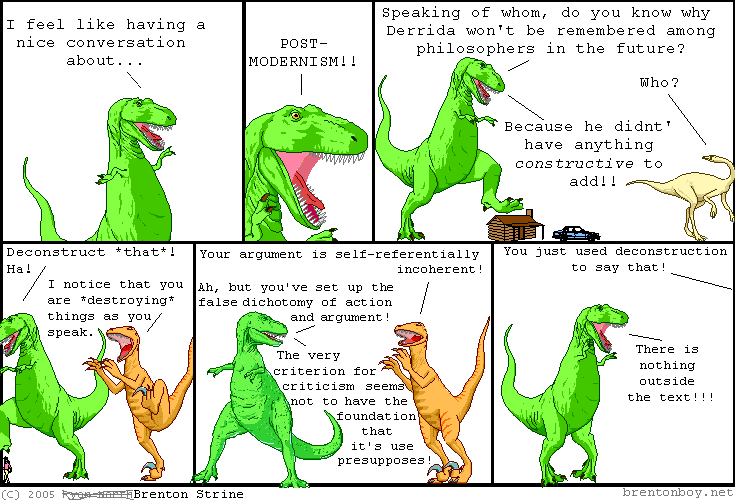 I feel like having a
nice conversation
about...
POST-
MODERNISM!!
Speaking of whom, do you know why
Derrida won't be remembered among
philosophers in the future?
Who?
Because he didnt'
have anything
constructive to
add!!
Deconstruct *that*!
Ha!
I notice that you
are *destroying*
things as you
speak.
Your argument is self-referentially
incoherent!
Ah, but you've set up the
false dichotomy of action
and argument!
The very
criterion for
criticism seems
not to have the
foundation
that
it's use
presupposes!
You just used deconstruction
to say that!
There is
nothing
outside
the text!!!
(C) 2005 Ryan North Brenton Strine
brentonboy.net